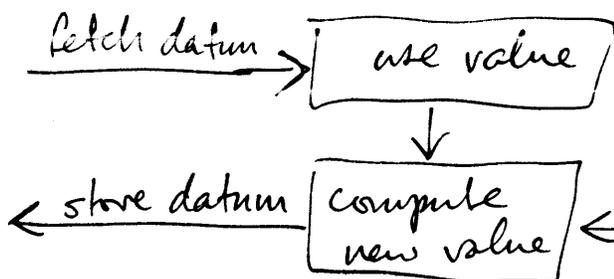 fetch datum
use value
store datum
compute
new value